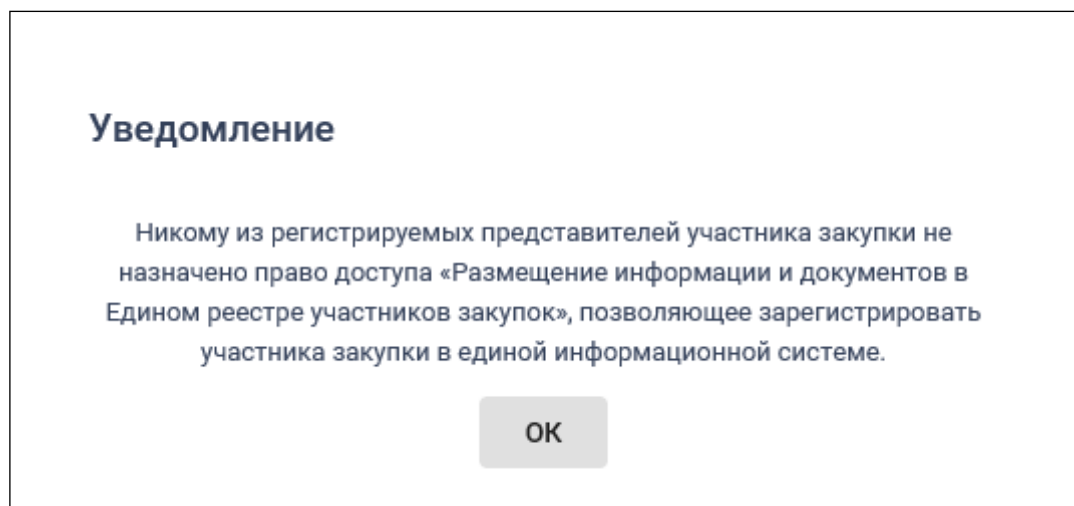 Уведомление
Никому из регистрируемых представителей участника закупки не
назначено право доступа «Размещение информации и документов в
Едином реестре участников закупок», позволяющее зарегистрировать
участника закупки в единой информационной системе.
ОК